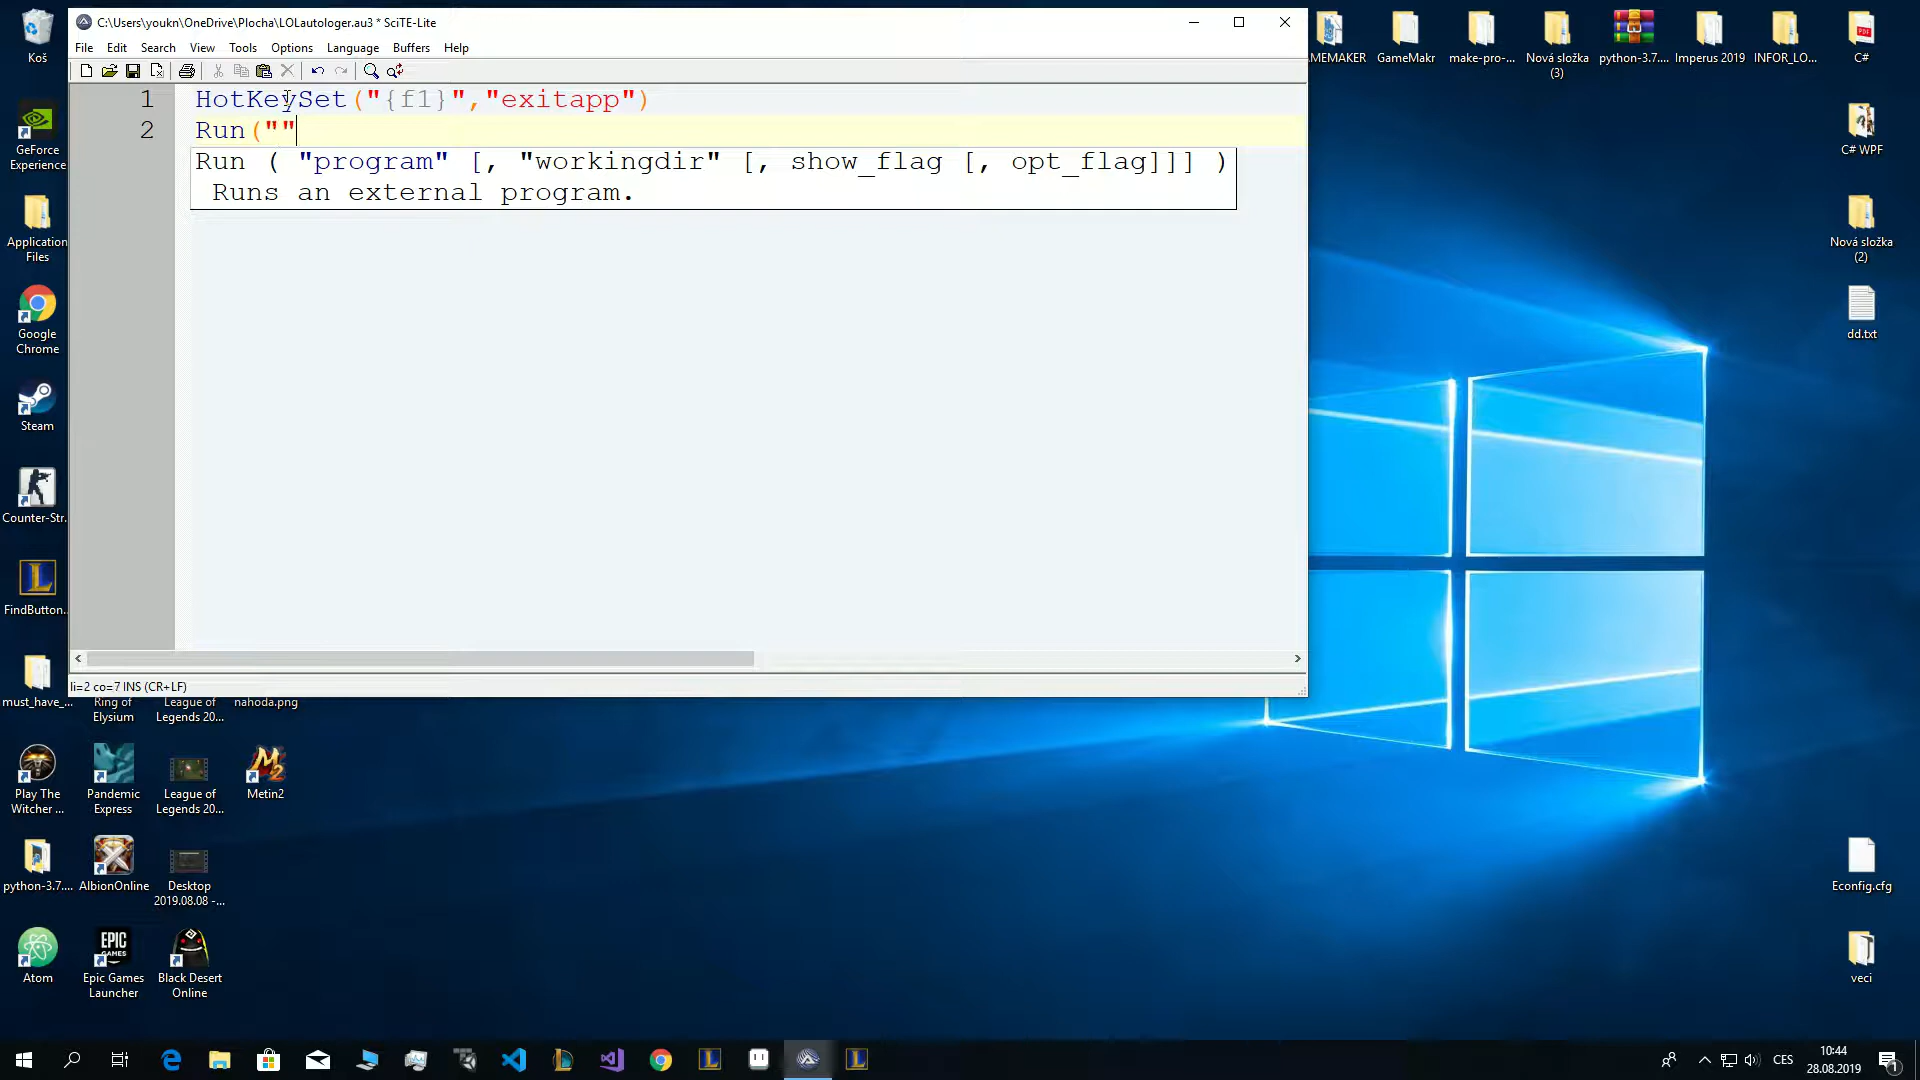 C:\Users\youkn\OneDrive\Plocha\LOLautologer.au3 * SciTE-Lite
File Edit Search View Tools Options Language Buffers Help
1 HotKeySet("{f1}","exitapp")
2 Run(""
Run ( "program" [, "workingdir" [, show_flag [, opt_flag]]] )
Runs an external program.
li=2 co=7 INS (CR+LF)
Koš
GeForce
Experience
Application
Files
Google
Chrome
Steam
Counter-Str...
FindButton...
must_have_...
Ring of
Elysium
League of
Legends 20...
nahoda.png
Play The
Witcher ...
Pandemic
Express
League of
Legends 20...
Metin2
python-3.7....
AlbionOnline
Desktop
2019.08.08 -...
Atom
Epic Games
Launcher
Black Desert
Online
AMEMAKER
GameMakr
make-pro-...
Nová složka
(3)
python-3.7....
Imperus 2019
INFOR_LO...
C#
C# WPF
Nová složka
(2)
dd.txt
Econfig.cfg
veci
CES
10:44
28.08.2019
1